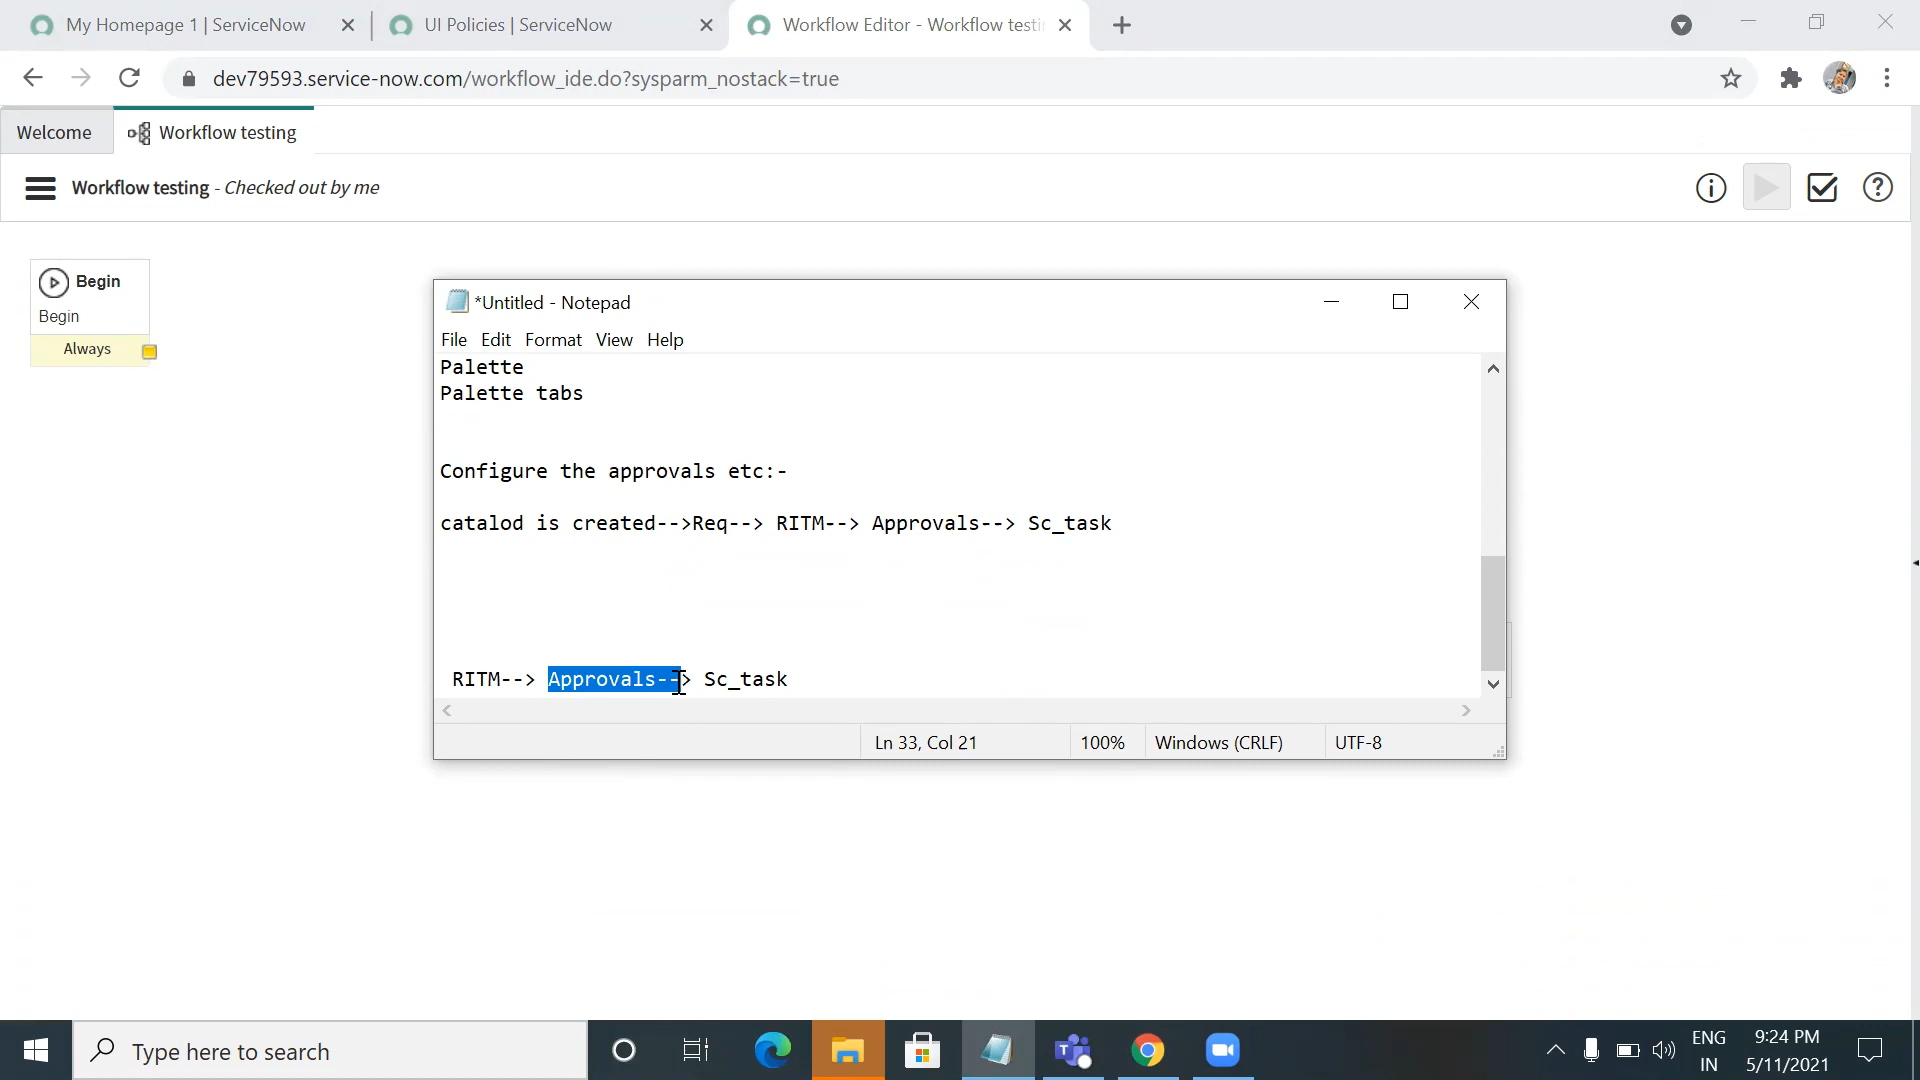 My Homepage 1 | ServiceNow
UI Policies | ServiceNow
Workflow Editor - Workflow testi
dev79593.service-now.com/workflow_ide.do?sysparm_nostack=true
Welcome
Workflow testing
Workflow testing - Checked out by me
Begin
Begin
Always
*Untitled - Notepad
File Edit Format View Help
Palette
Palette tabs
Configure the approvals etc:-
catalod is created-->Req--> RITM--> Approvals--> Sc_task
RITM--> Approvals--> Sc_task
Ln 33, Col 21
100%
Windows (CRLF)
UTF-8
Type here to search
ENG
IN
9:24 PM
5/11/2021